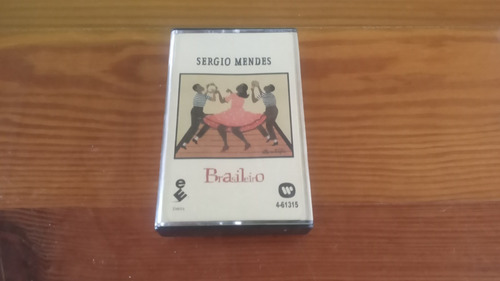 SERGIO MENDES
Brasileiro
4-61315